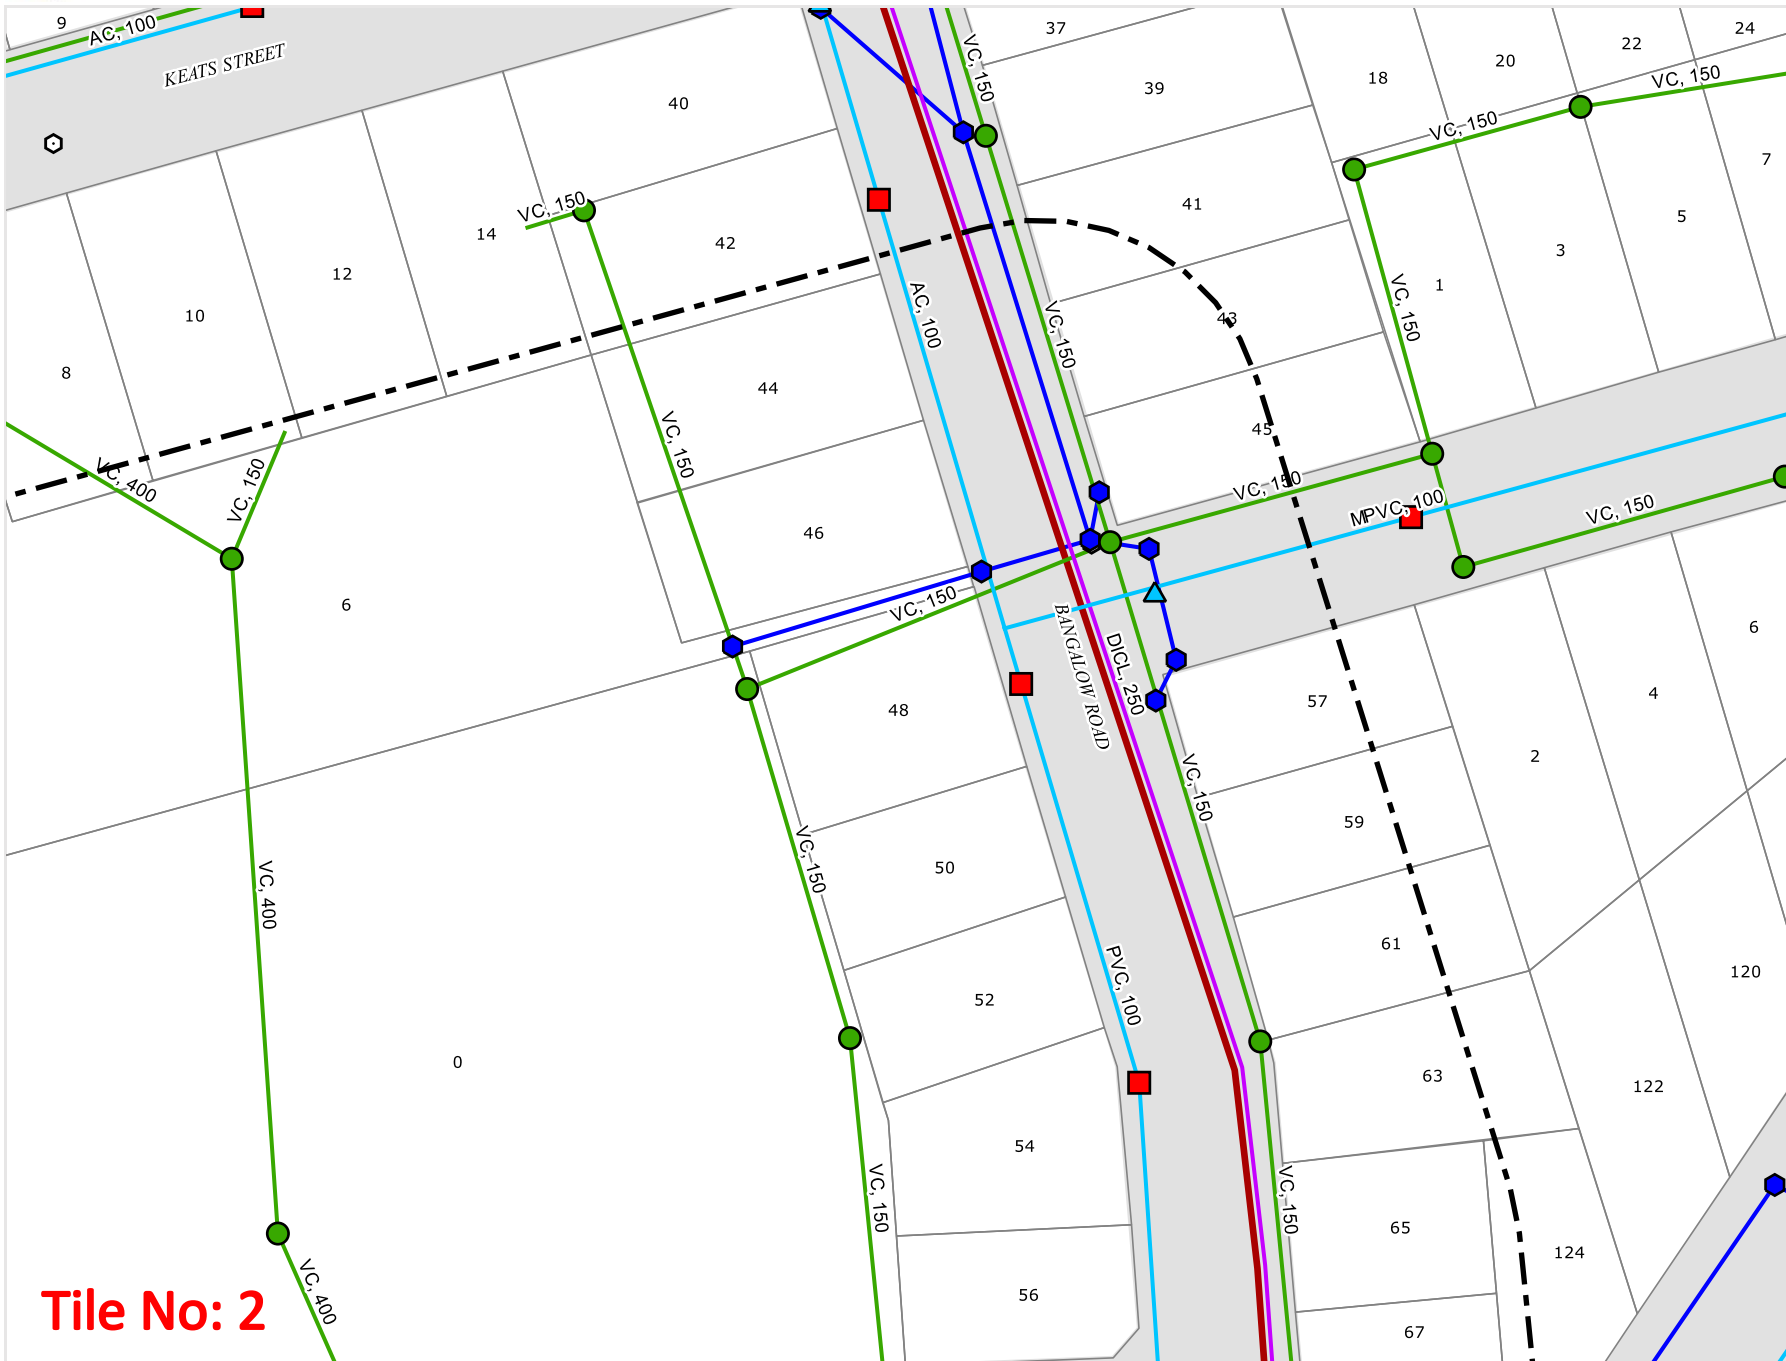 9
AC, 100
KEATS STREET
37
24
22
20
18
VC, 150
VC, 150
39
40
VC, 150
7
VC, 150
41
5
14
42
3
12
1
10
AC, 100
VC, 150
VC, 150
43
8
44
VC, 150
45
VC, 400
VC, 150
VC, 150
MPVC, 100
VC, 150
46
6
VC, 150
BANGALOW ROAD
DICL, 250
6
4
57
48
2
VC, 150
59
VC, 150
50
VC, 400
61
120
PVC, 100
52
0
63
122
54
VC, 150
VC, 150
65
124
VC, 400
56
67
Tile No: 2